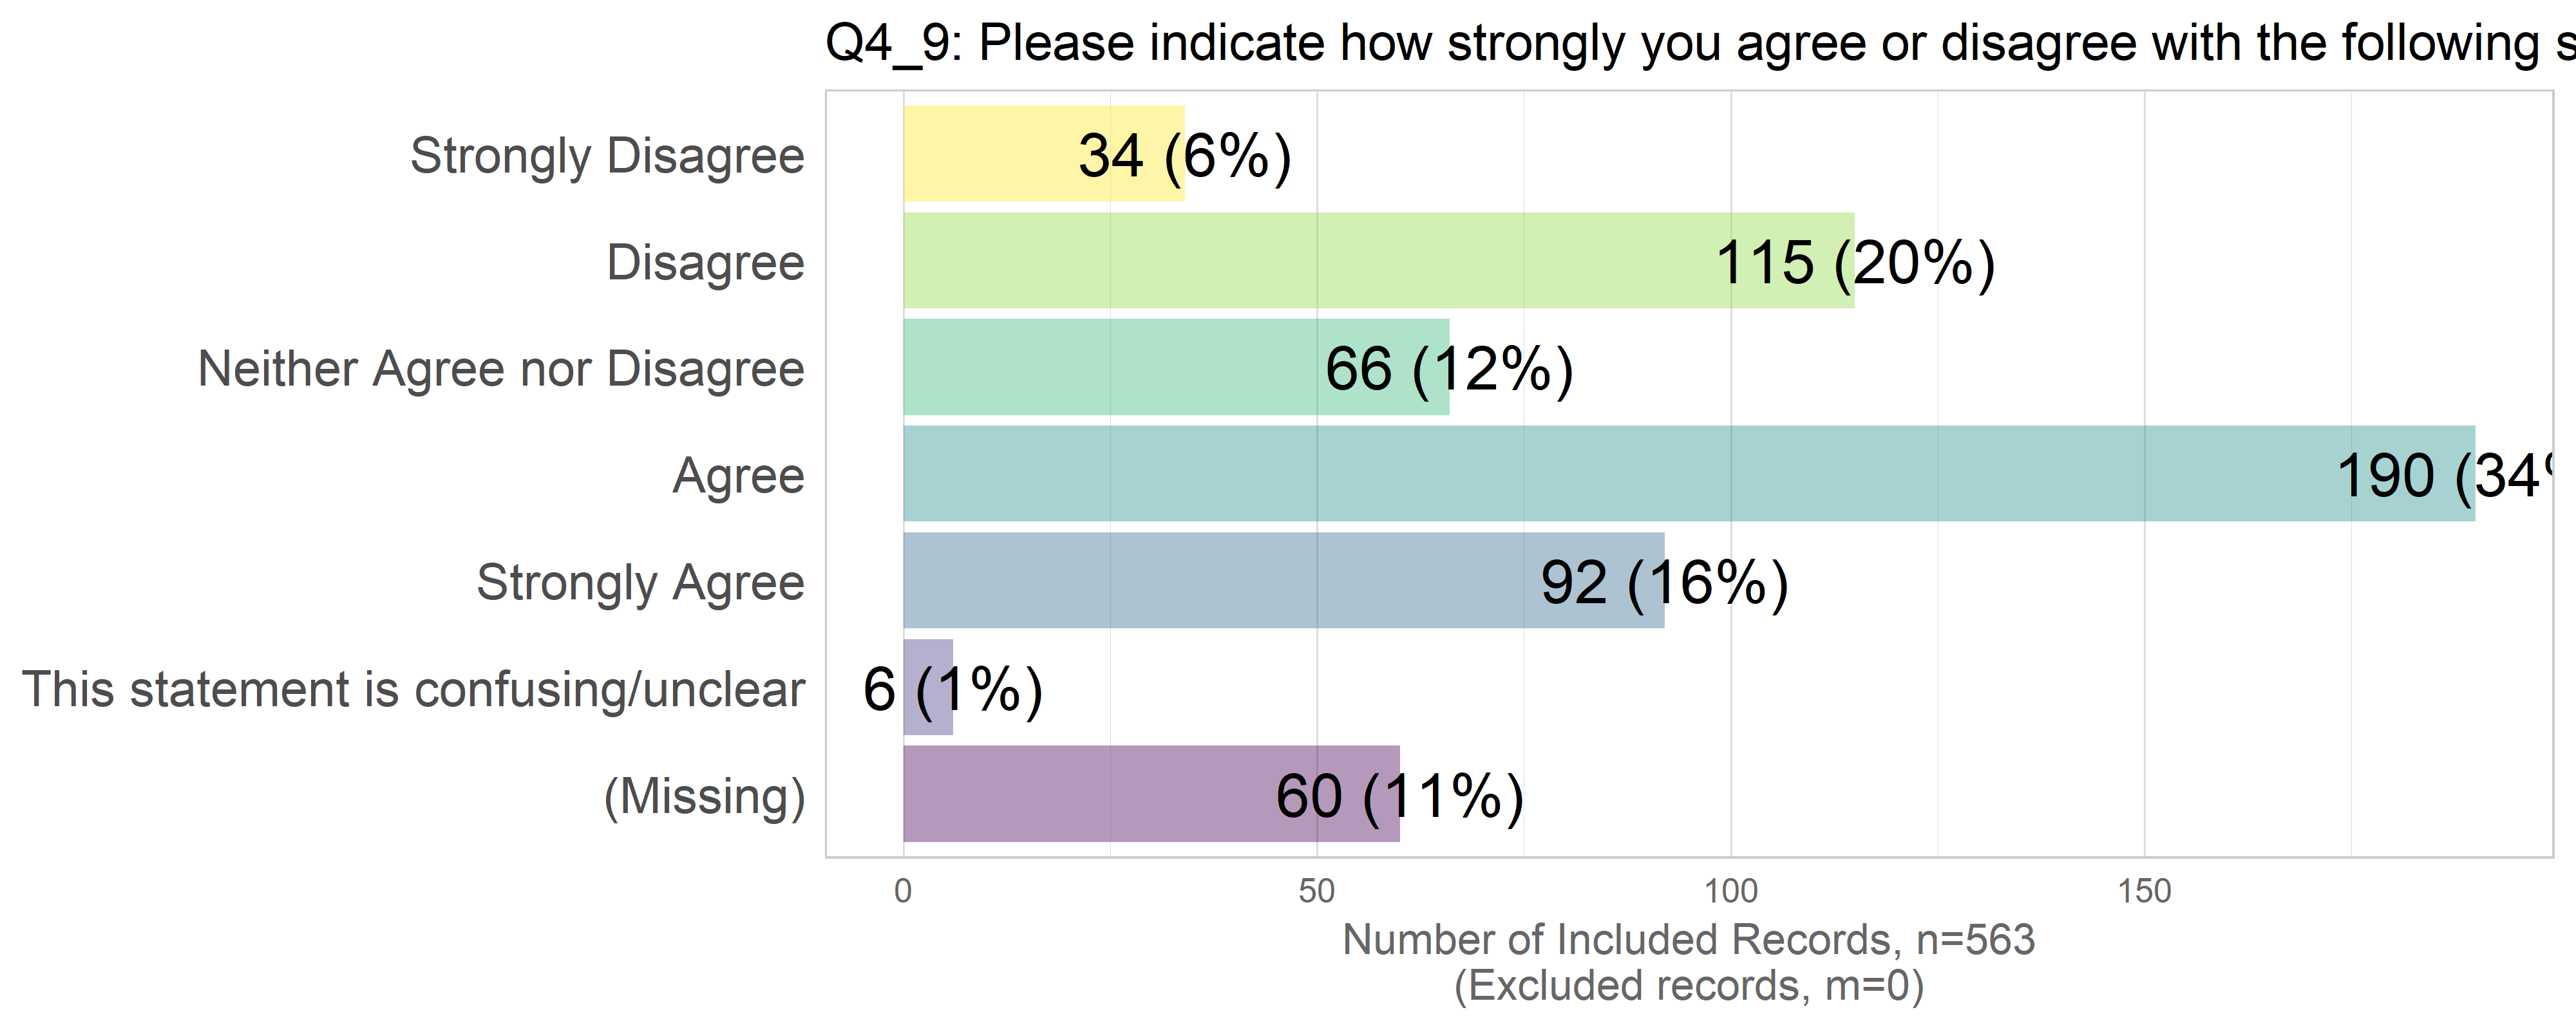 Q4_9: Please indicate how strongly you agree or disagree with the following
Strongly Disagree 34 (6%)
Disagree 115 (20%)
Neither Agree nor Disagree 66 (12%)
Agree 190 (34
Strongly Agree 92 (16%)
This statement is confusing/unclear 6 (1%)
(Missing) 60 (11%)
0 50 100 150
Number of Included Records, n=563
(Excluded records, m=0)